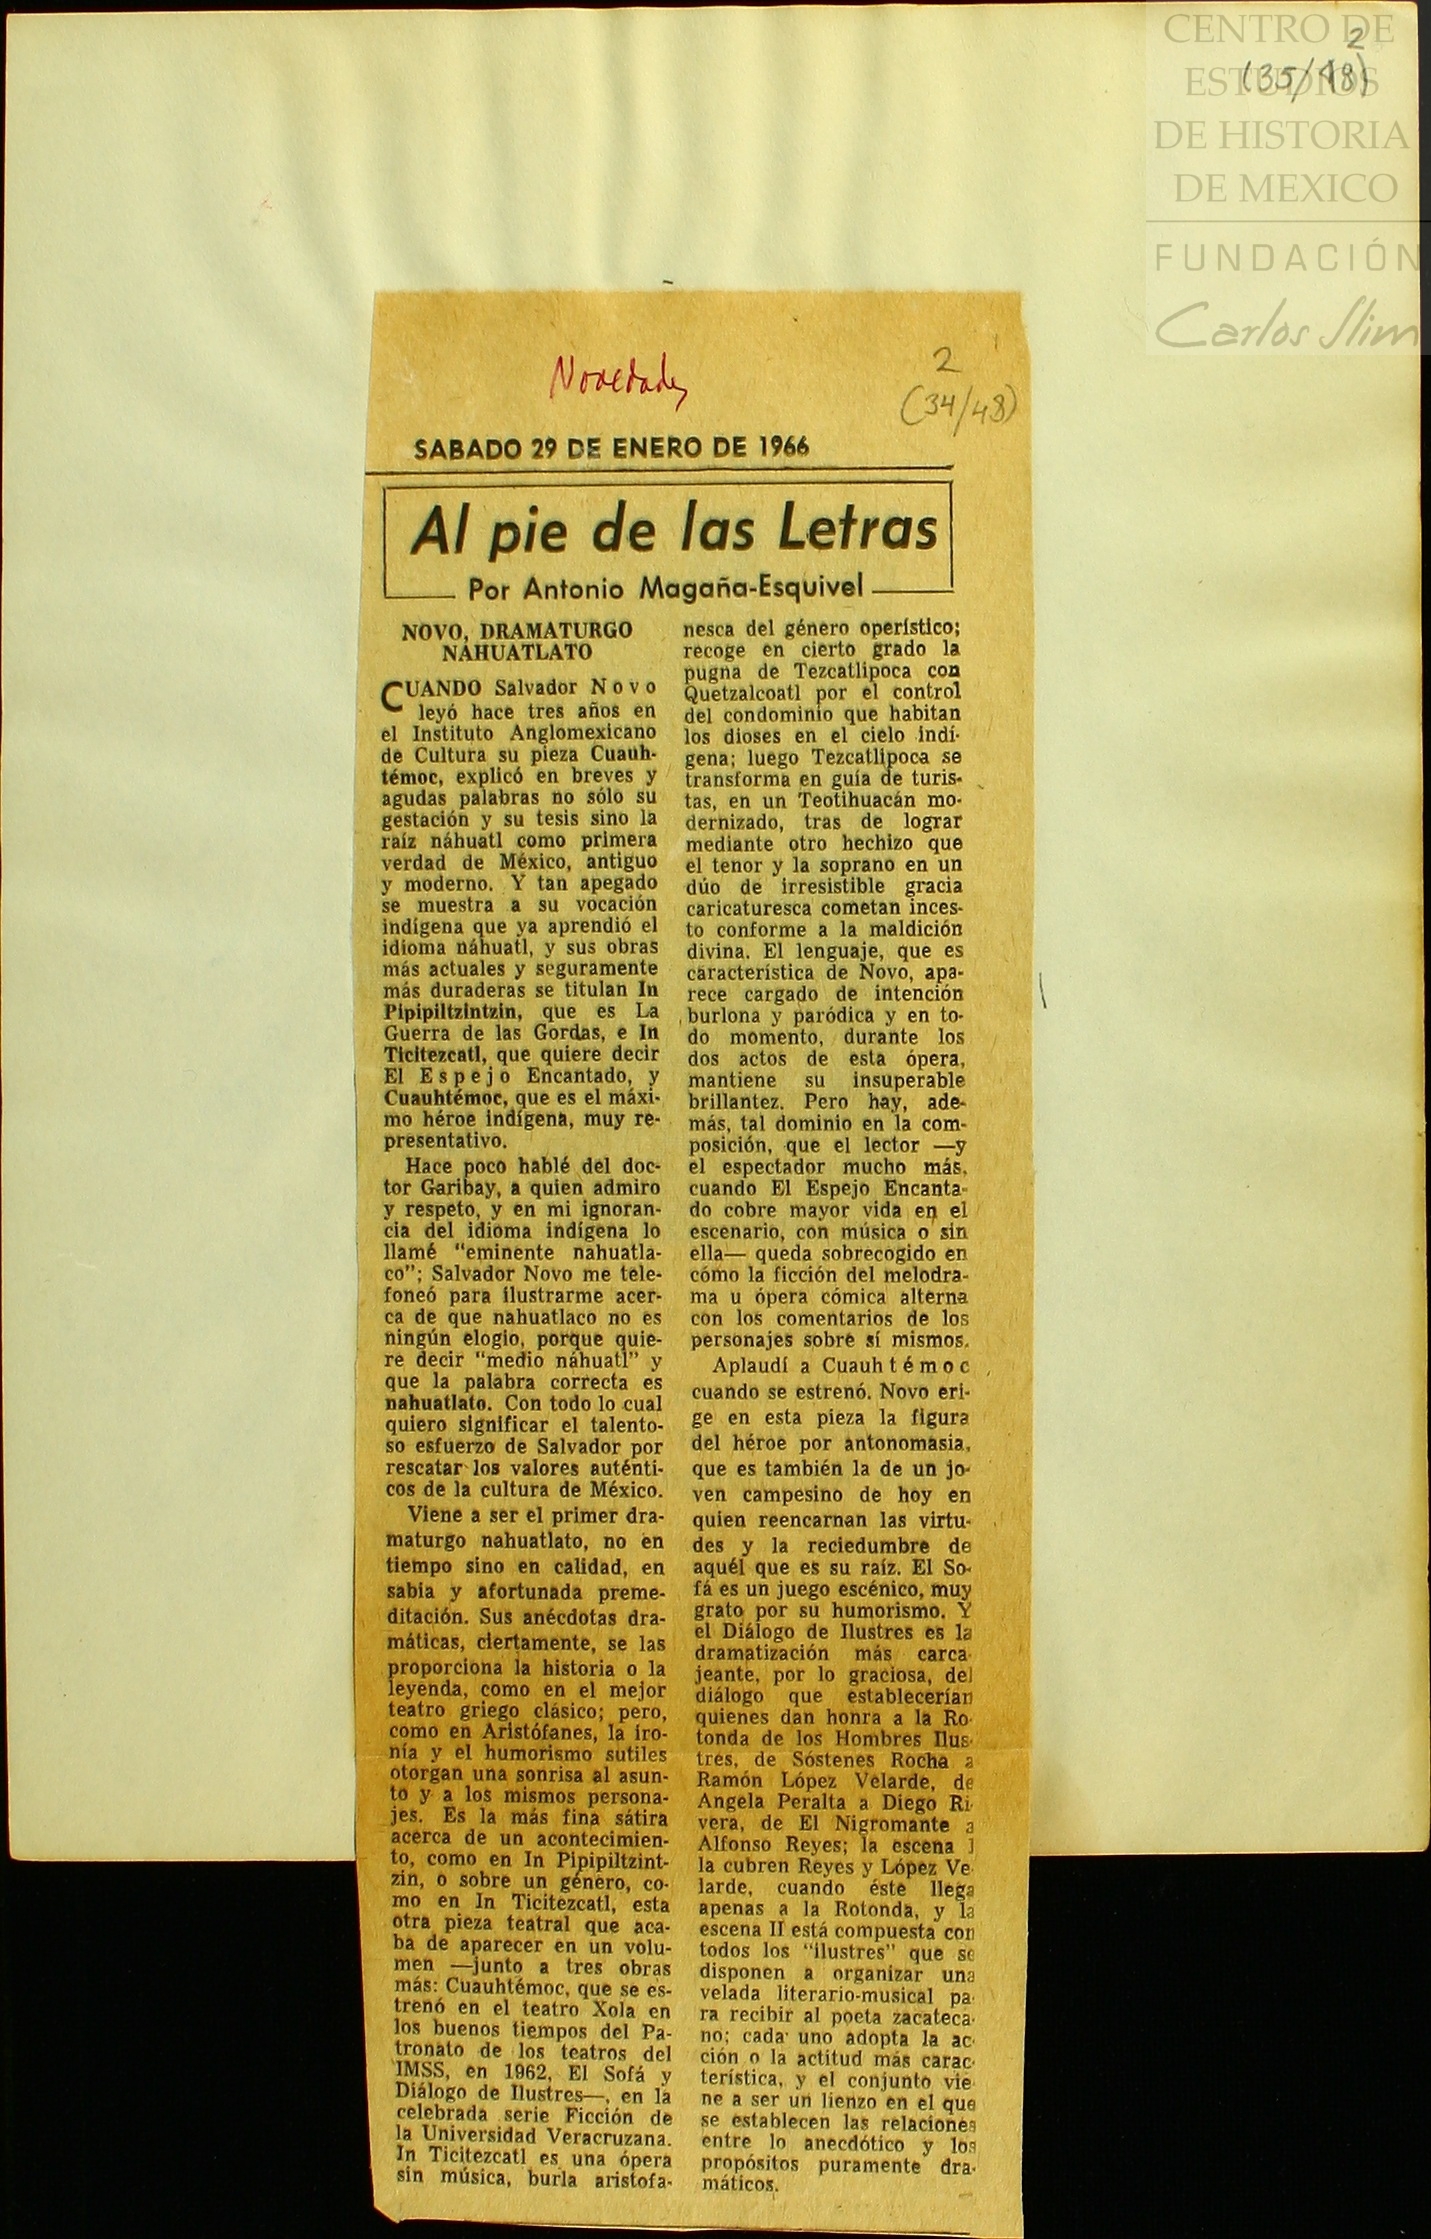 CENTRO DE
ESTUDIOS
DE HISTORIA
DE MEXICO
FUNDACIÓN
Carlos Slim
2
(35/48)
Novedades
2
(34/48)
SABADO 29 DE ENERO DE 1966
Al pie de las Letras
Por Antonio Magaña-Esquivel
NOVO, DRAMATURGO
NAHUATLATO
CUANDO Salvador Novo
leyó hace tres años en
el Instituto Anglomexicano
de Cultura su pieza Cuauh-
témoc, explicó en breves y
agudas palabras no sólo su
gestación y su tesis sino la
raíz náhuatl como primera
verdad de México, antiguo
y moderno. Y tan apegado
se muestra a su vocación
indígena que ya aprendió el
idioma náhuatl, y sus obras
más actuales y seguramente
más duraderas se titulan In
Pipipiltzintzin, que es La
Guerra de las Gordas, e In
Ticitezcatl, que quiere decir
El Espejo Encantado, y
Cuauhtémoc, que es el máxi-
mo héroe indígena, muy re-
presentativo.
Hace poco hablé del doc-
tor Garibay, a quien admiro
y respeto, y en mi ignoran-
cia del idioma indígena lo
llamé "eminente nahuatla-
co"; Salvador Novo me tele-
foneó para ilustrarme acer-
ca de que nahuatlaco no es
ningún elogio, porque quie-
re decir "medio náhuatl" y
que la palabra correcta es
nahuatlato. Con todo lo cual
quiero significar el talento-
so esfuerzo de Salvador por
rescatar los valores auténti-
cos de la cultura de México.
Viene a ser el primer dra-
maturgo nahuatlato, no en
tiempo sino en calidad, en
sabia y afortunada preme-
ditación. Sus anécdotas dra-
máticas, ciertamente, se las
proporciona la historia o la
leyenda, como en el mejor
teatro griego clásico; pero,
como en Aristófanes, la iro-
nía y el humorismo sutiles
otorgan una sonrisa al asun-
to y a los mismos persona-
jes. Es la más fina sátira
acerca de un acontecimien-
to, como en In Pipipiltzint-
zin, o sobre un género, co-
mo en In Ticitezcatl, esta
otra pieza teatral que aca-
ba de aparecer en un volu-
men —junto a tres obras
más: Cuauhtémoc, que se es-
trenó en el teatro Xola en
los buenos tiempos del Pa-
tronato de los teatros del
IMSS, en 1962, El Sofá y
Diálogo de Ilustres—, en la
celebrada serie Ficción de
la Universidad Veracruzana.
In Ticitezcatl es una ópera
sin música, burla aristofa-
nesca del género operístico;
recoge en cierto grado la
pugna de Tezcatlipoca con
Quetzalcoatl por el control
del condominio que habitan
los dioses en el cielo indí-
gena; luego Tezcatlipoca se
transforma en guía de turis-
tas, en un Teotihuacán mo-
dernizado, tras de lograr
mediante otro hechizo que
el tenor y la soprano en un
dúo de irresistible gracia
caricaturesca cometan inces-
to conforme a la maldición
divina. El lenguaje, que es
característica de Novo, apa-
rece cargado de intención
burlona y paródica y en to-
do momento, durante los
dos actos de esta ópera,
mantiene su insuperable
brillantez. Pero hay, ade-
más, tal dominio en la com-
posición, que el lector —y
el espectador mucho más,
cuando El Espejo Encanta-
do cobre mayor vida en el
escenario, con música o sin
ella— queda sobrecogido en
cómo la ficción del melodra-
ma u ópera cómica alterna
con los comentarios de los
personajes sobre sí mismos.
Aplaudí a Cuauhtémoc
cuando se estrenó. Novo eri-
ge en esta pieza la figura
del héroe por antonomasia,
que es también la de un jo-
ven campesino de hoy en
quien reencarnan las virtu-
des y la reciedumbre de
aquél que es su raíz. El So-
fá es un juego escénico, muy
grato por su humorismo. Y
el Diálogo de Ilustres es la
dramatización más carca-
jeante, por lo graciosa, del
diálogo que establecerían
quienes dan honra a la Ro-
tonda de los Hombres Ilus-
tres, de Sóstenes Rocha a
Ramón López Velarde, de
Angela Peralta a Diego Ri-
vera, de El Nigromante a
Alfonso Reyes; la escena I
la cubren Reyes y López Ve-
larde, cuando éste llega
apenas a la Rotonda, y la
escena II está compuesta con
todos los "ilustres" que se
disponen a organizar una
velada literario-musical pa-
ra recibir al poeta zacateca-
no; cada uno adopta la ac-
ción o la actitud más carac-
terística, y el conjunto vie-
ne a ser un lienzo en el que
se establecen las relaciones
entre lo anecdótico y los
propósitos puramente dra-
máticos.